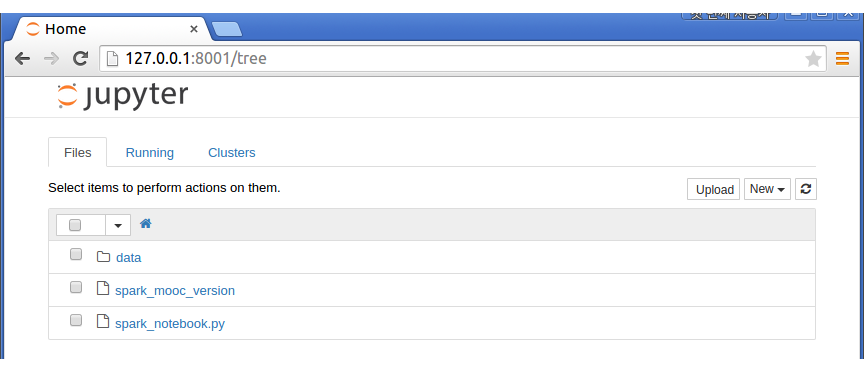 Home
127.0.0.1:8001/tree
jupyter
Files Running Clusters
Select items to perform actions on them.
Upload New
data
spark_mooc_version
spark_notebook.py